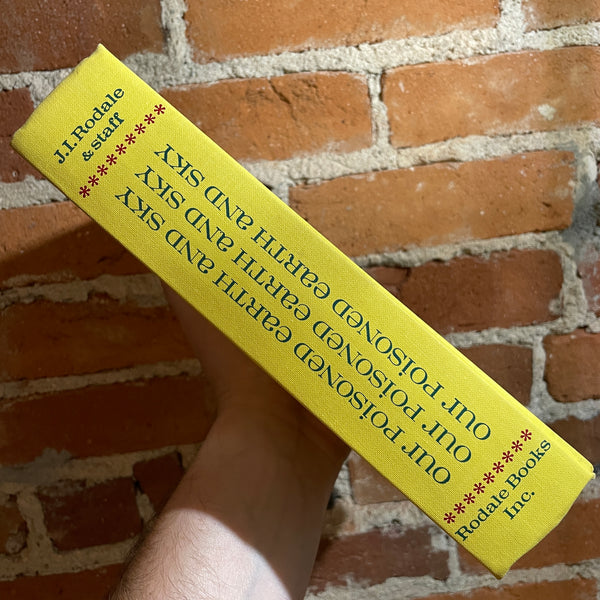 J.I. Rodale
& staff
*********
OUr POiSOneD earTH anD SKY
OUr POiSOneD earTH anD SKY
OUr POiSOneD earTH anD SKY
*********
Rodale Books
Inc.